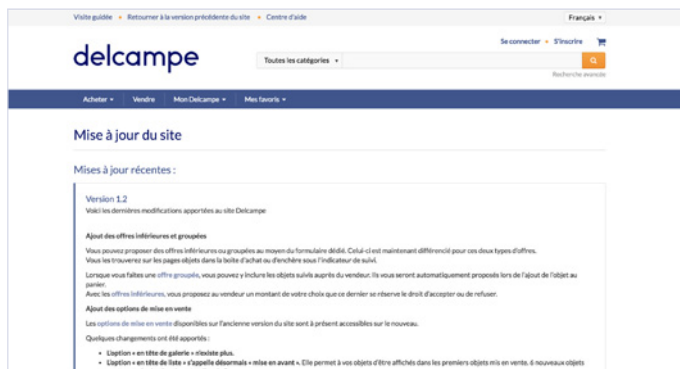 Visite guidée • Retourner à la version précédente du site • Centre d'aide
Français
delcampe
Se connecter • S'inscrire
Toutes les catégories
Recherche avancée
Acheter Vendre Mon Delcampe Mes favoris
Mise à jour du site
Mises à jour récentes :
Version 1.2
Voici les dernières modifications apportées au site Delcampe
Ajout des offres inférieures et groupées
Vous pouvez proposer des offres inférieures ou groupées au moyen du formulaire dédié. Celui-ci est maintenant différencié pour ces deux types d'offres.
Vous les trouverez sur les pages objets dans la boite d'achat ou d'enchère sous l'indicateur de suivi.
Lorsque vous faites une offre groupée, vous pouvez y inclure les objets suivis auprès du vendeur. Ils vous seront automatiquement proposés lors de l'ajout de l'objet au
panier.
Avec les offres inférieures, vous proposez au vendeur un montant de votre choix que ce dernier se réserve le droit d'accepter ou de refuser.
Ajout des options de mise en vente
Les options de mise en vente disponibles sur l'ancienne version du site sont à présent accessibles sur le nouveau.
Quelques changements ont été apportés :
• L'option « en tête de galerie » n'existe plus.
• L'option « en tête de liste » s'appelle désormais « mise en avant ». Elle permet à vos objets d'être affichés dans les premiers objets mis en vente. 6 nouveaux objets